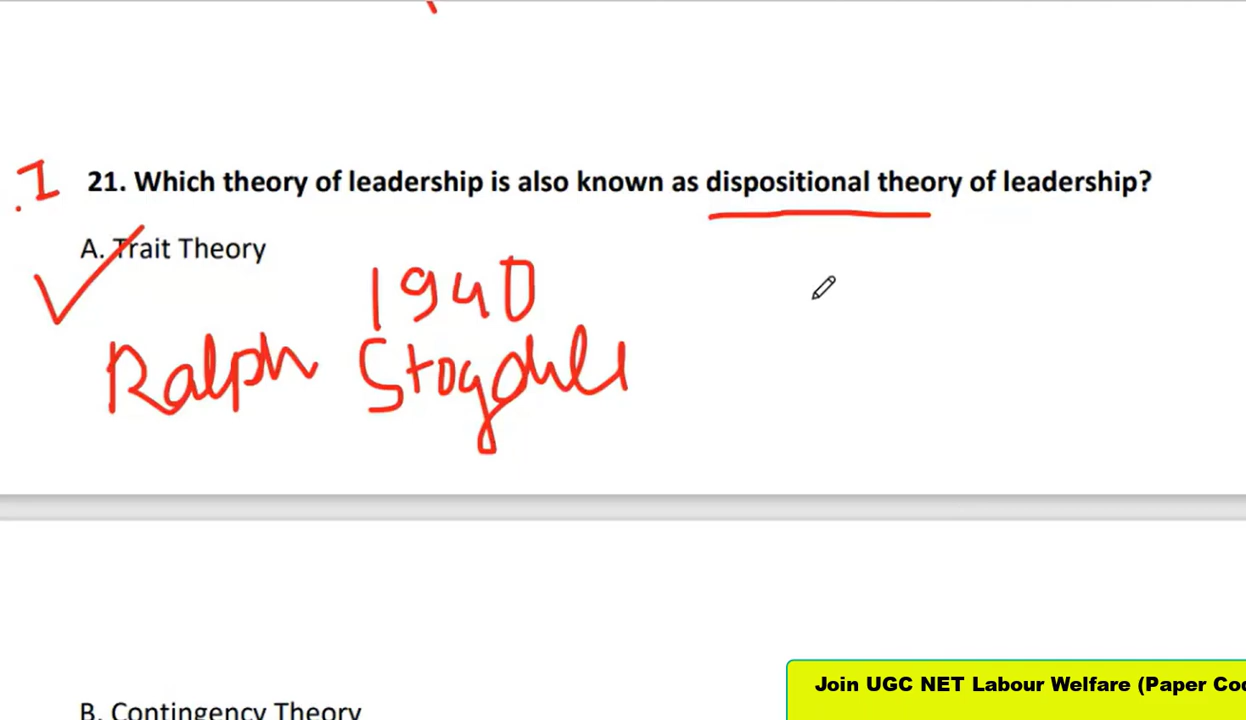 21. Which theory of leadership is also known as dispositional theory of leadership?
A. Trait Theory
1940
Ralph Stogdill
B. Contingency Theory
Join UGC NET Labour Welfare (Paper Cod